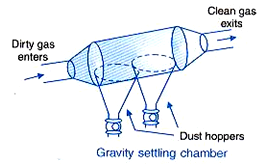 Clean gas
exits
Dirty gas
enters
Dust hoppers
Gravity settling chamber